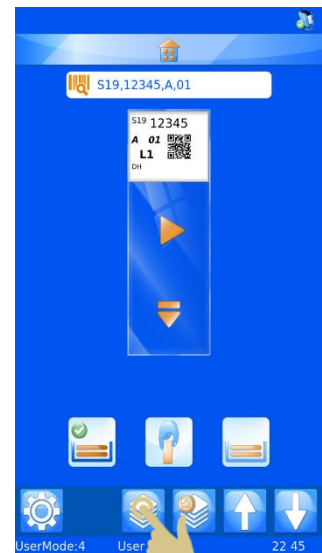 S19,12345,A,01
S19 12345
A 01
L1
DH
UserMode:4 User 22 45